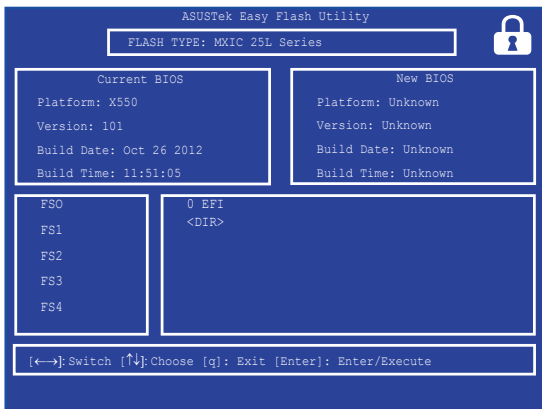 ASUSTek Easy Flash Utility
FLASH TYPE: MXIC 25L Series
Current BIOS
Platform: X550
Version: 101
Build Date: Oct 26 2012
Build Time: 11:51:05
New BIOS
Platform: Unknown
Version: Unknown
Build Date: Unknown
Build Time: Unknown
FSO
FS1
FS2
FS3
FS4
0 EFI
<DIR>
[←→]: Switch [↑↓]: Choose [q]: Exit [Enter]: Enter/Execute